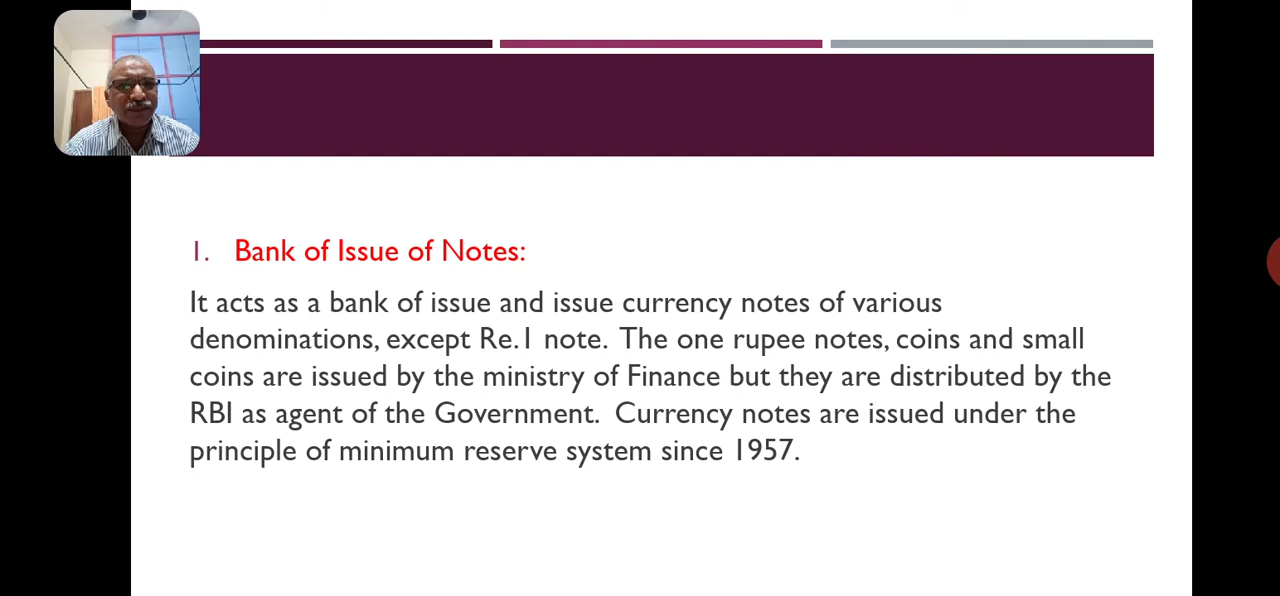 1. Bank of Issue of Notes:
It acts as a bank of issue and issue currency notes of various
denominations, except Re.1 note. The one rupee notes, coins and small
coins are issued by the ministry of Finance but they are distributed by the
RBI as agent of the Government. Currency notes are issued under the
principle of minimum reserve system since 1957.